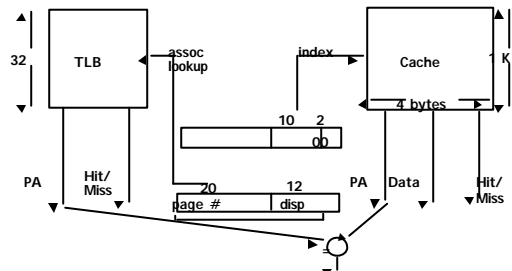 32
TLB
assoc
lookup
index
Cache
1 K
4 bytes
10 2
00
PA
Hit/
Miss
20 12
page # disp
PA Data
Hit/
Miss
=